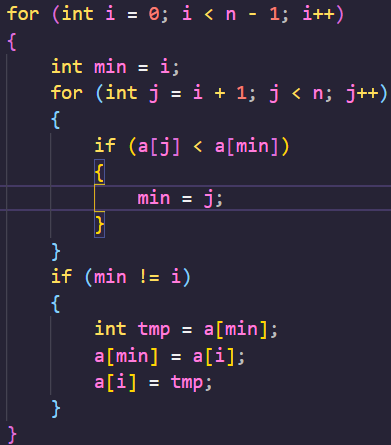 for (int i = 0; i < n - 1; i++)
{
    int min = i;
    for (int j = i + 1; j < n; j++)
    {
        if (a[j] < a[min])
        {
            min = j;
        }
    }
    if (min != i)
    {
        int tmp = a[min];
        a[min] = a[i];
        a[i] = tmp;
    }
}